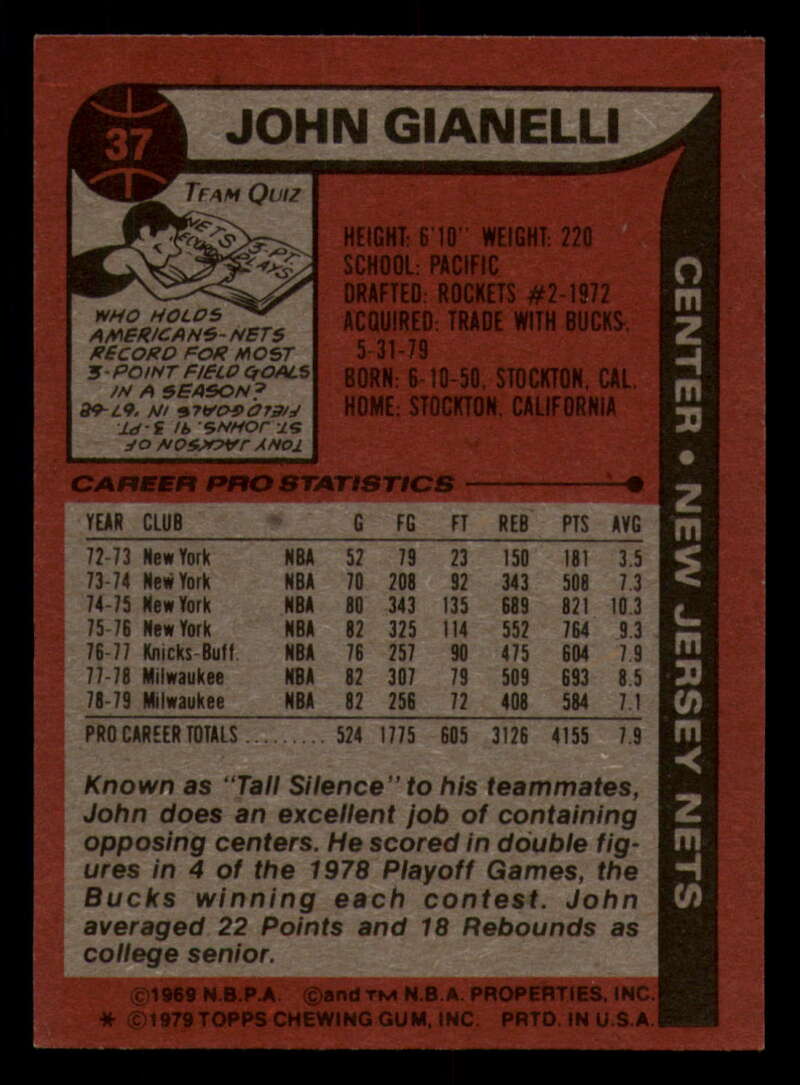 37
JOHN GIANELLI
TEAM QUIZ
NETS RECORD
3-PT. PLAYS
WHO HOLDS
AMERICANS-NETS
RECORD FOR MOST
3-POINT FIELD GOALS
IN A SEASON?
TONY JACKSON OF
ST. JOHN'S, 91 3-PT.
FIELD GOALS IN '67-68
HEIGHT: 6'10" WEIGHT: 220
SCHOOL: PACIFIC
DRAFTED: ROCKETS #2-1972
ACQUIRED: TRADE WITH BUCKS,
5-31-79
BORN: 6-10-50, STOCKTON, CAL.
HOME: STOCKTON, CALIFORNIA
CENTER • NEW JERSEY NETS
CAREER PRO STATISTICS
YEAR CLUB G FG FT REB PTS AVG
72-73 New York NBA 52 79 23 150 181 3.5
73-74 New York NBA 70 208 92 343 508 7.3
74-75 New York NBA 80 343 135 689 821 10.3
75-76 New York NBA 82 325 114 552 764 9.3
76-77 Knicks-Buff. NBA 76 257 90 475 604 7.9
77-78 Milwaukee NBA 82 307 79 509 693 8.5
78-79 Milwaukee NBA 82 256 72 408 584 7.1
PRO CAREER TOTALS ......... 524 1775 605 3126 4155 7.9
Known as "Tall Silence" to his teammates,
John does an excellent job of containing
opposing centers. He scored in double fig-
ures in 4 of the 1978 Playoff Games, the
Bucks winning each contest. John
averaged 22 Points and 18 Rebounds as
college senior.
©1969 N.B.P.A. ©and TM N.B.A. PROPERTIES, INC.
* ©1979 TOPPS CHEWING GUM, INC. PRTD. IN U.S.A.